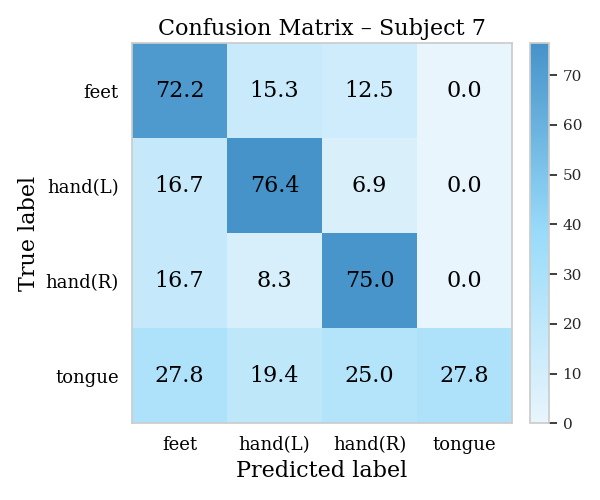 Confusion Matrix – Subject 7
True label
feet 72.2 15.3 12.5 0.0
hand(L) 16.7 76.4 6.9 0.0
hand(R) 16.7 8.3 75.0 0.0
tongue 27.8 19.4 25.0 27.8
feet hand(L) hand(R) tongue
Predicted label
70
60
50
40
30
20
10
0